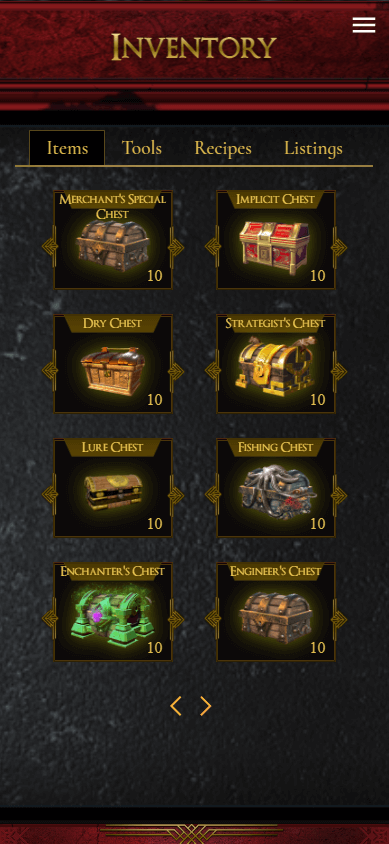 Inventory
Items Tools Recipes Listings
Merchant's Special
Chest
10
Implicit Chest
10
Dry Chest
10
Strategist's Chest
10
Lure Chest
10
Fishing Chest
10
Enchanter's Chest
10
Engineer's Chest
10